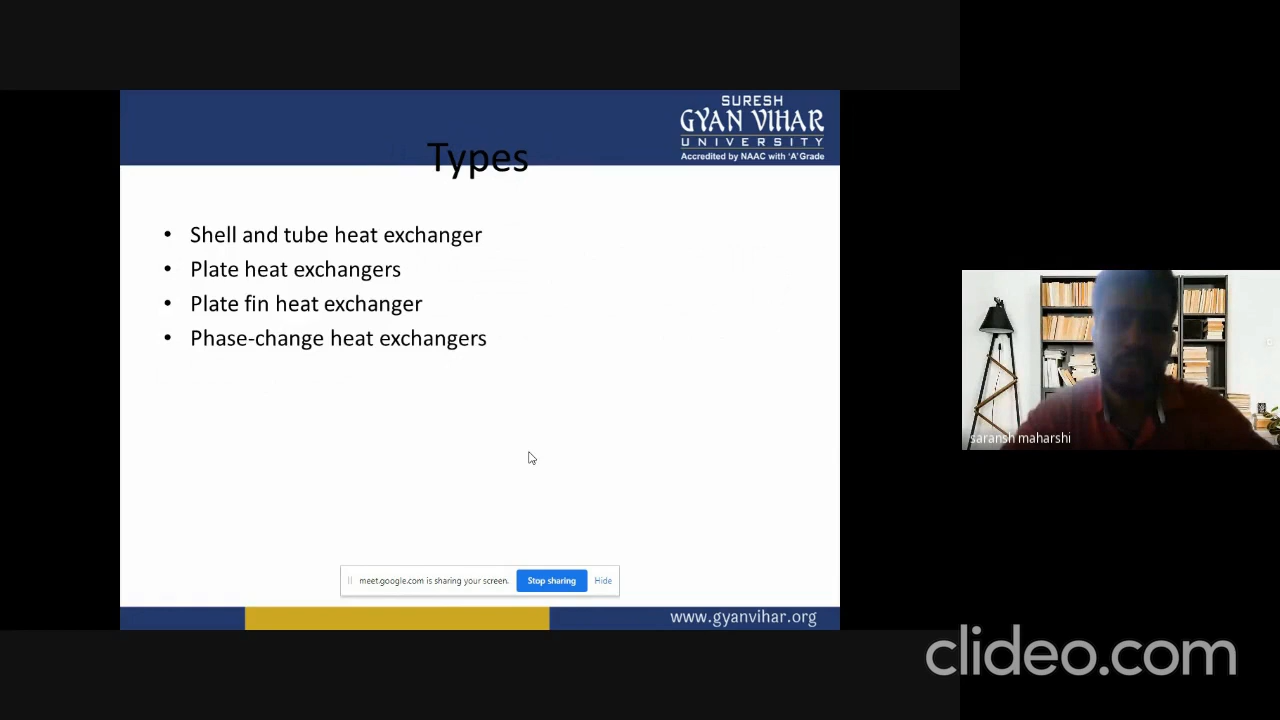 SURESH
GYAN VIHAR
UNIVERSITY
Accredited by NAAC with 'A' Grade
Types
• Shell and tube heat exchanger
• Plate heat exchangers
• Plate fin heat exchanger
• Phase-change heat exchangers
saransh maharshi
meet.google.com is sharing your screen.
Stop sharing
Hide
www.gyanvihar.org
clideo.com